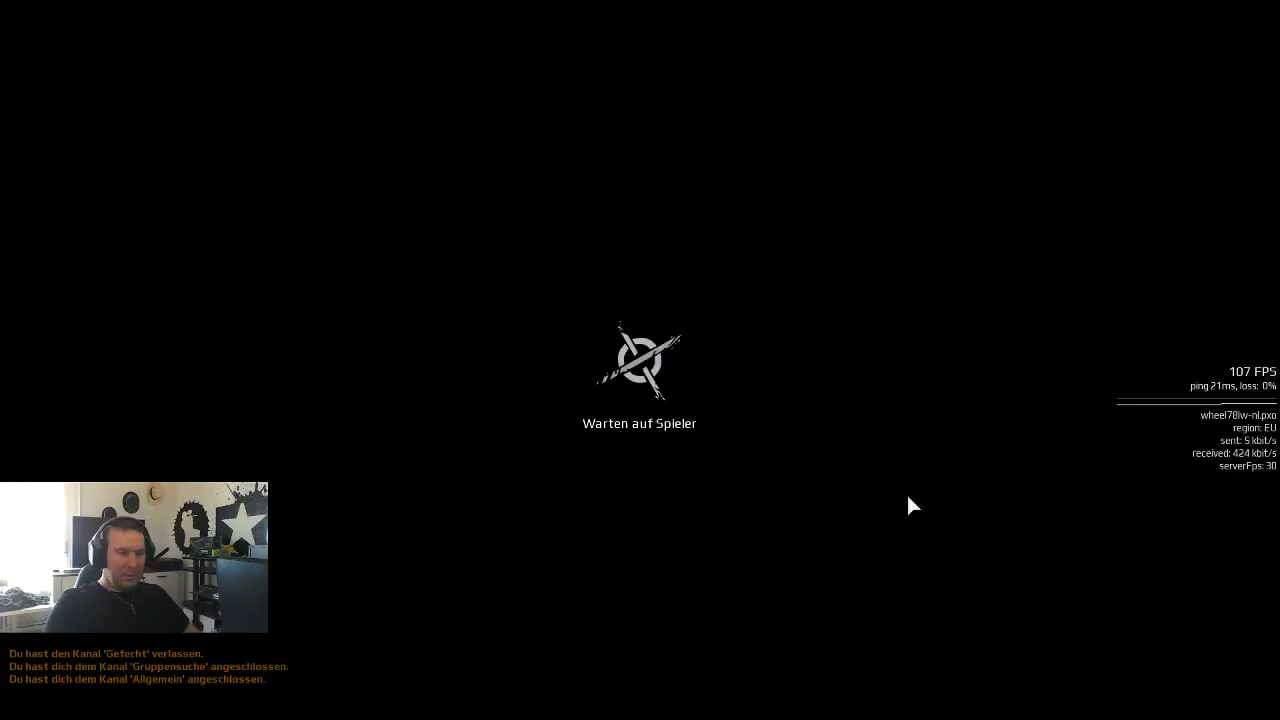 Warten auf Spieler
107 FPS
ping 21ms, loss: 0%
wheel78lw-nl.pxo
region: EU
sent: 5 kbit/s
received: 424 kbit/s
serverFps: 30
Du hast den Kanal 'Gefecht' verlassen.
Du hast dich dem Kanal 'Gruppensuche' angeschlossen.
Du hast dich dem Kanal 'Allgemein' angeschlossen.